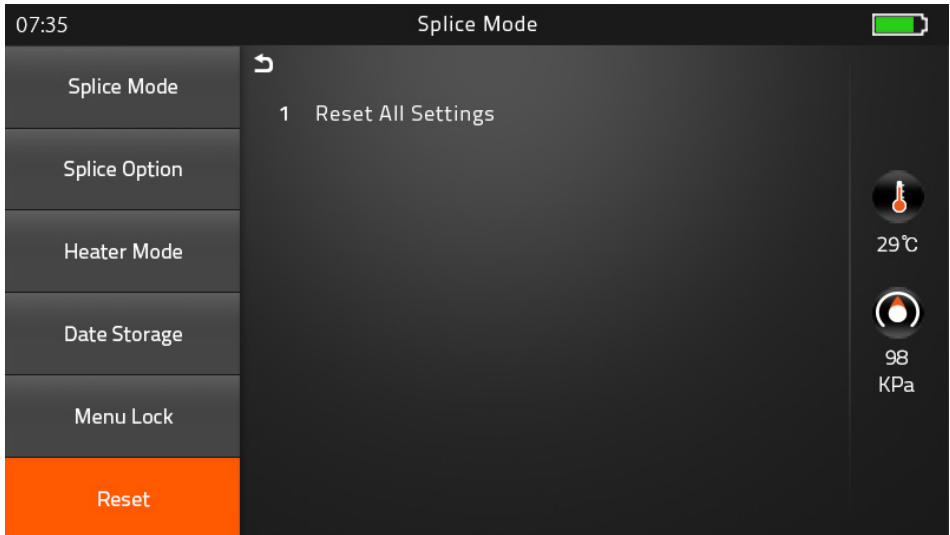 07:35
Splice Mode
Splice Mode
1 Reset All Settings
Splice Option
Heater Mode
29℃
Date Storage
98
KPa
Menu Lock
Reset